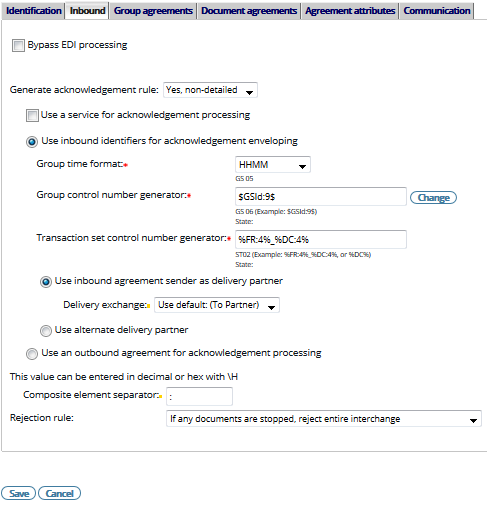 Identification Inbound Group agreements Document agreements Agreement attributes Communication
Bypass EDI processing
Generate acknowledgement rule: Yes, non-detailed
Use a service for acknowledgement processing
Use inbound identifiers for acknowledgement enveloping
Group time format:* HHMM
GS 05
Group control number generator:* $GSId:9$ Change
GS 06 (Example: $GSId:9$)
State:
Transaction set control number generator:* %FR:4%_%DC:4%
ST02 (Example: %FR:4%_%DC:4%, or %DC%)
State:
Use inbound agreement sender as delivery partner
Delivery exchange: Use default: (To Partner)
Use alternate delivery partner
Use an outbound agreement for acknowledgement processing
This value can be entered in decimal or hex with \H
Composite element separator: :
Rejection rule: If any documents are stopped, reject entire interchange
Save Cancel